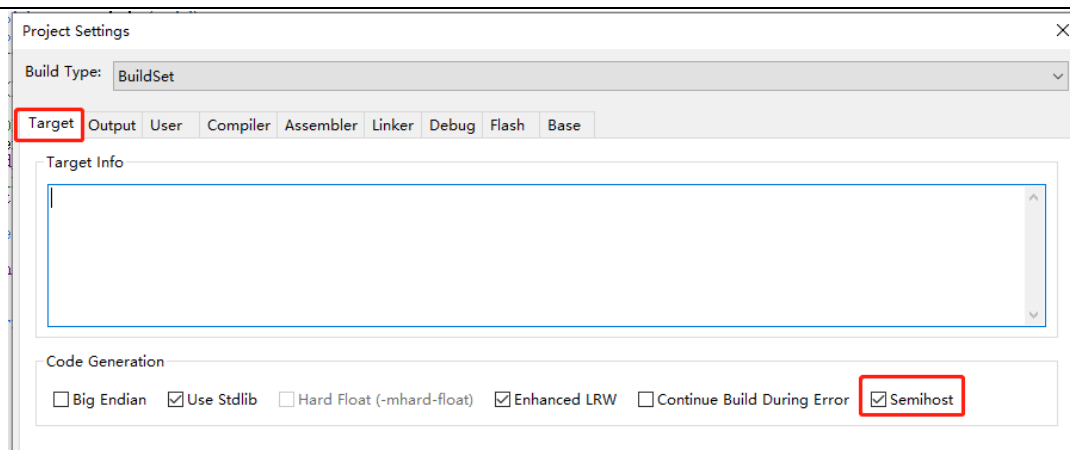 Project Settings
Build Type: BuildSet
Target Output User Compiler Assembler Linker Debug Flash Base
Target Info
Code Generation
Big Endian Use Stdlib Hard Float (-mhard-float) Enhanced LRW Continue Build During Error Semihost